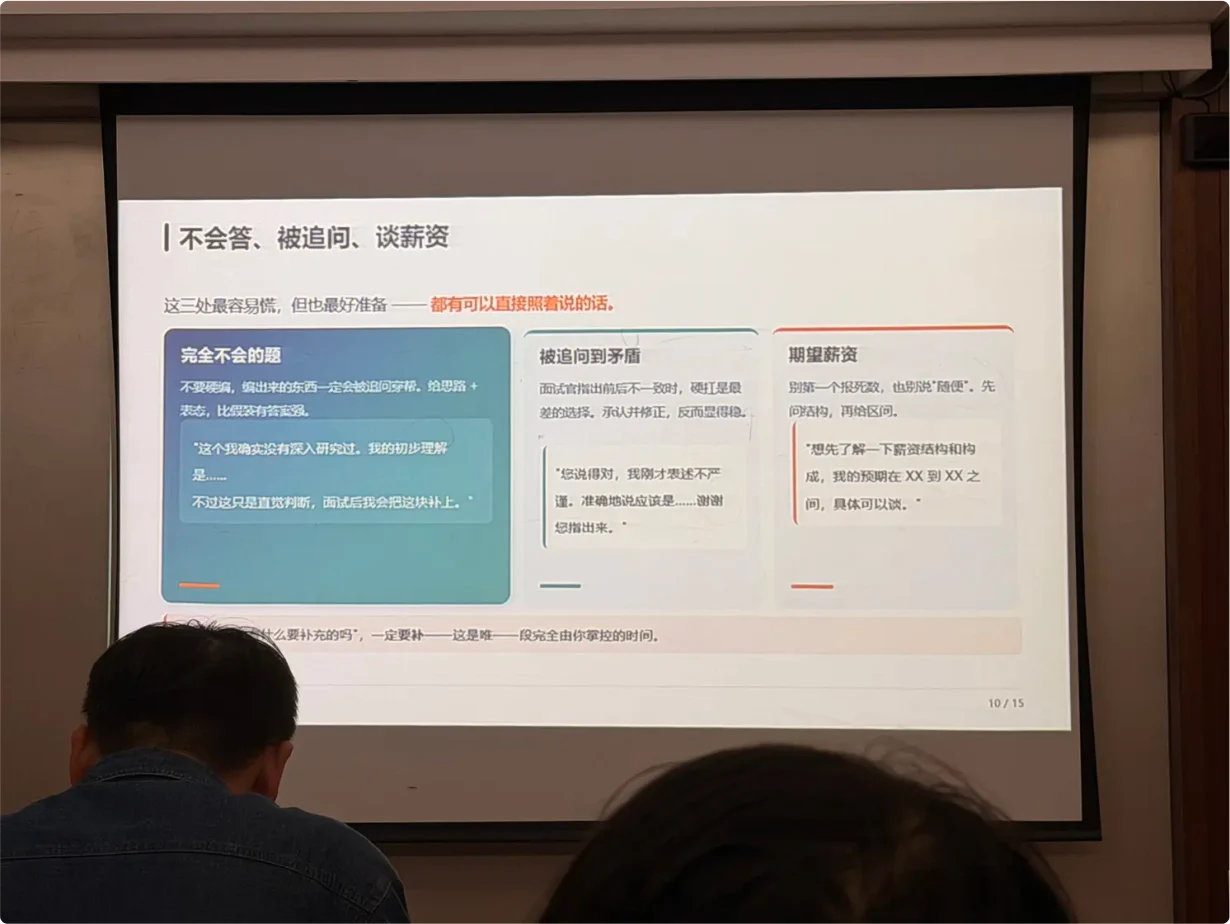 不会答、被追问、谈薪资
这三处最容易慌，但也最好准备 —— 都有可以直接照着说的话。
完全不会的题
不要硬编，编出来的东西一定会被追问穿帮。给思路 +
表态，比假装有答案强。
"这个我确实没有深入研究过。我的初步理解
是……
不过这只是直觉判断，面试后我会把这块补上。"
被追问到矛盾
面试官指出前后不一致时，硬扛是最
差的选择。承认并修正，反而显得稳。
"您说得对，我刚才表述不严
谨。准确地说应该是……谢谢
您指出来。"
期望薪资
别第一个报死数，也别说"随便"。先
问结构，再给区间。
"想先了解一下薪资结构和构
成，我的预期在 XX 到 XX 之
间，具体可以谈。"
什么要补充的吗"，一定要补——这是唯一一段完全由你掌控的时间。
10 / 15